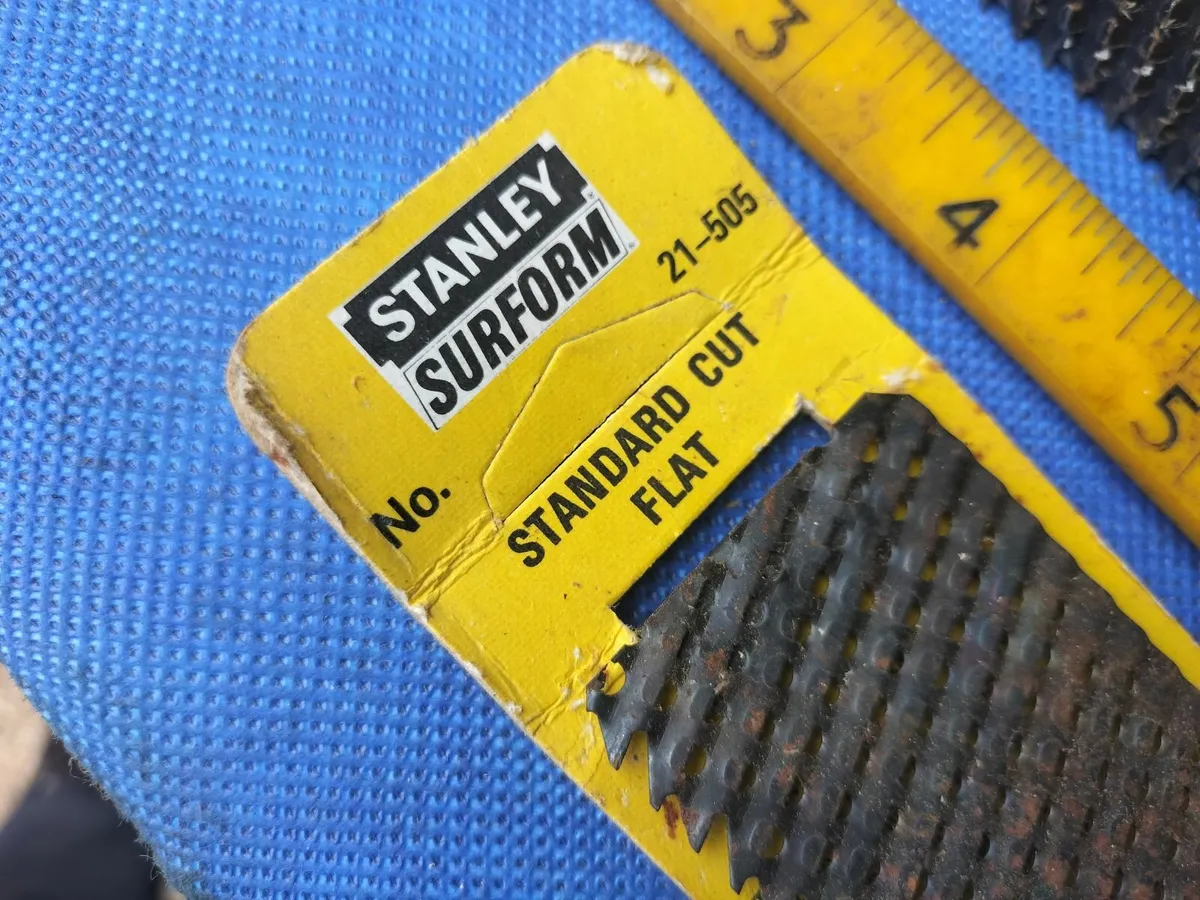 STANLEY
SURFORM
No. 21-505
STANDARD CUT
FLAT
3
4
5